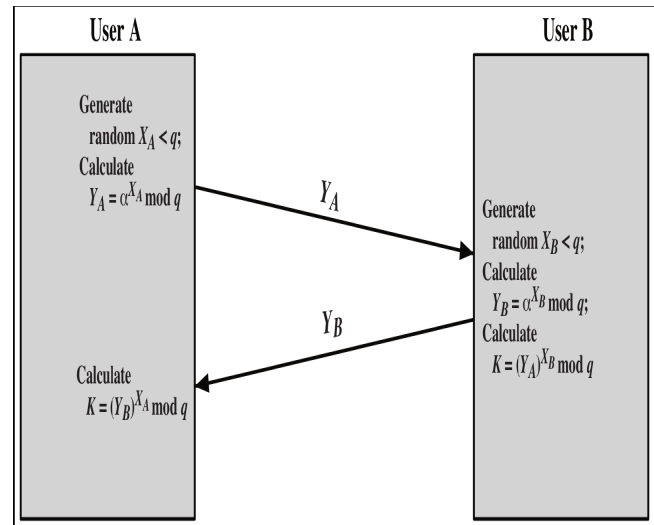 User A
User B
Generate
random X_A < q;
Calculate
Y_A = α^{X_A} mod q
Y_A
Generate
random X_B < q;
Calculate
Y_B = α^{X_B} mod q;
Calculate
K = (Y_A)^{X_B} mod q
Y_B
Calculate
K = (Y_B)^{X_A} mod q